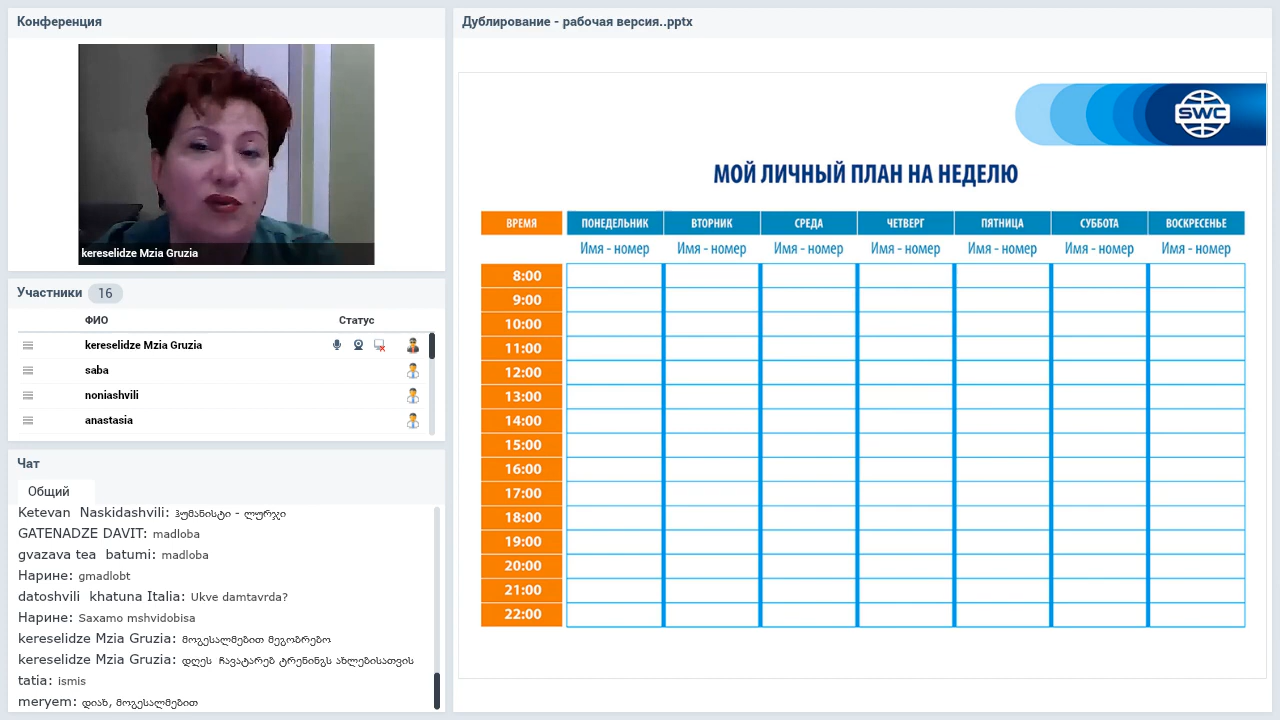 Конференция
kereselidze Mzia Gruzia
Участники 16
ФИО Статус
kereselidze Mzia Gruzia
saba
noniashvili
anastasia
Чат
Общий
Ketevan Naskidashvili: ჰუმანისტი - ლურჯი
GATENADZE DAVIT: madloba
gvazava tea batumi: madloba
Нарине: gmadlobt
datoshvili khatuna Italia: Ukve damtavrda?
Нарине: Saxamo mshvidobisa
kereselidze Mzia Gruzia: მოგესალმებით მეგობრებო
kereselidze Mzia Gruzia: დღეს ჩავატარებ ტრენინგს ახლებისათვის
tatia: ismis
meryem: დიახ, მოგესალმებით
Дублирование - рабочая версия..pptx
SWC
МОЙ ЛИЧНЫЙ ПЛАН НА НЕДЕЛЮ
ВРЕМЯ ПОНЕДЕЛЬНИК ВТОРНИК СРЕДА ЧЕТВЕРГ ПЯТНИЦА СУББОТА ВОСКРЕСЕНЬЕ
Имя - номер Имя - номер Имя - номер Имя - номер Имя - номер Имя - номер Имя - номер
8:00
9:00
10:00
11:00
12:00
13:00
14:00
15:00
16:00
17:00
18:00
19:00
20:00
21:00
22:00